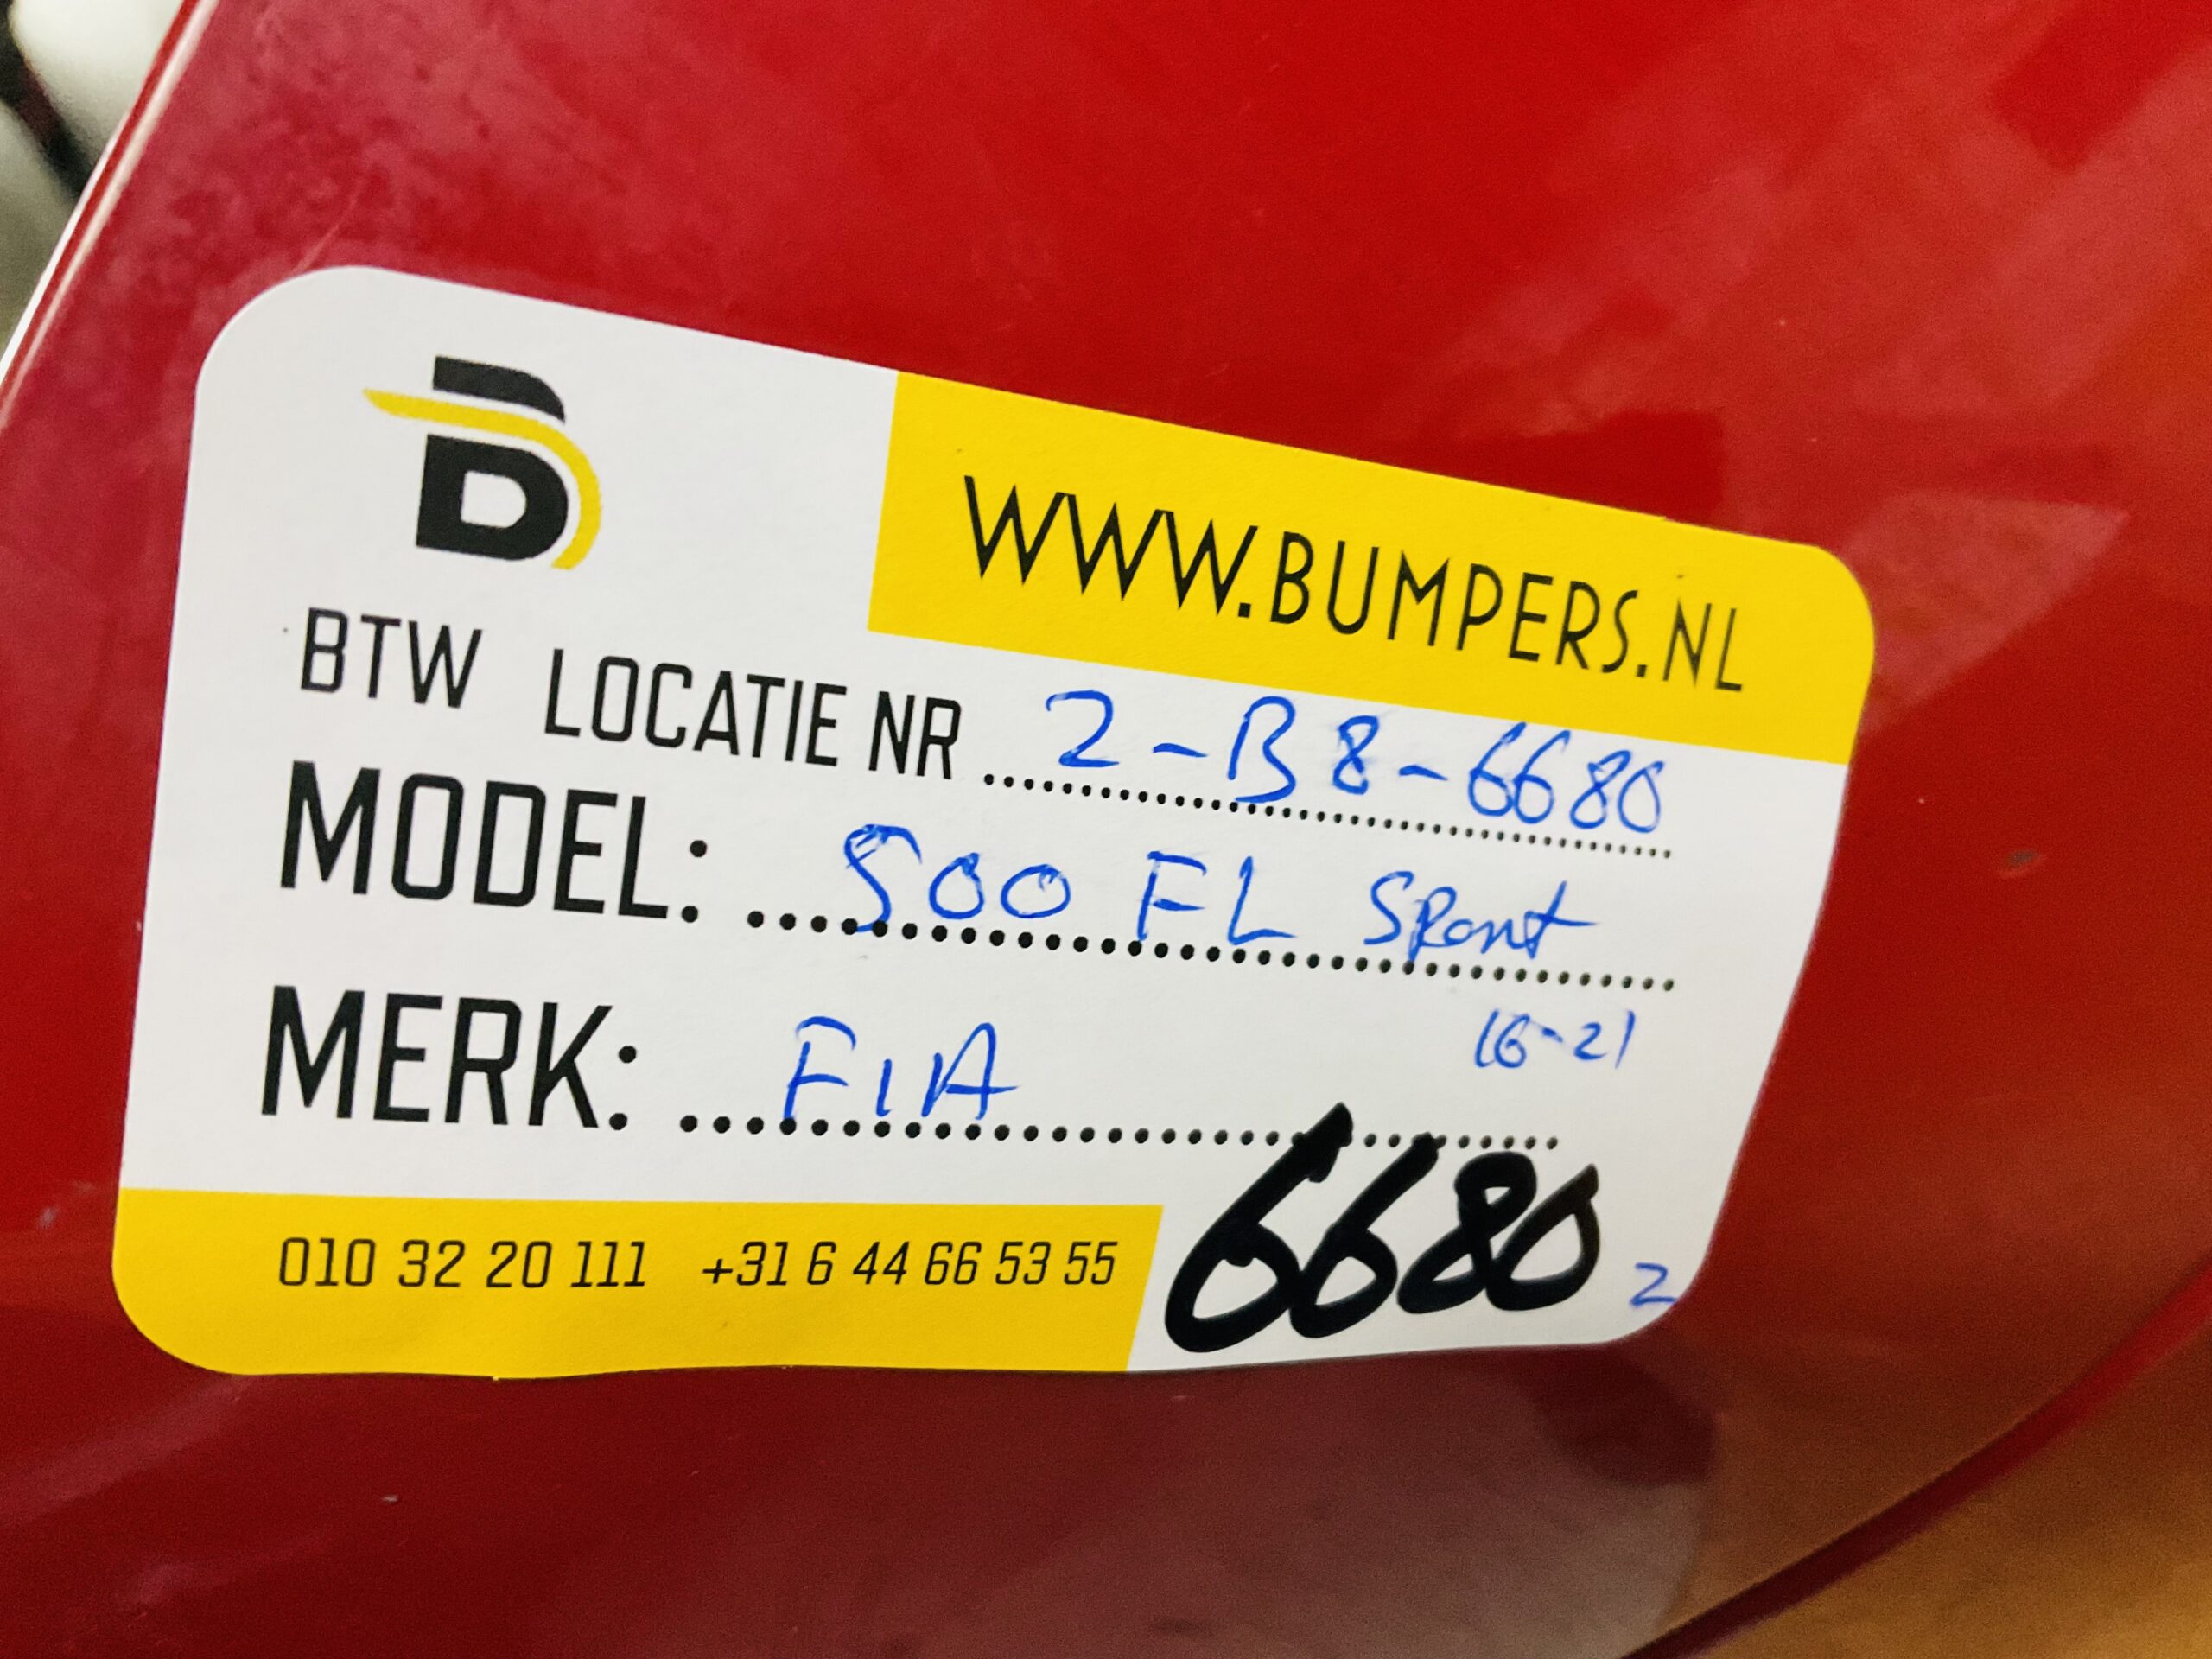 B
WWW.BUMPERS.NL
BTW LOCATIE NR 2-B8-6680
MODEL: 500 FL Sport
16-21
MERK: FIA
6680
2
010 32 20 111 +31 6 44 66 53 55